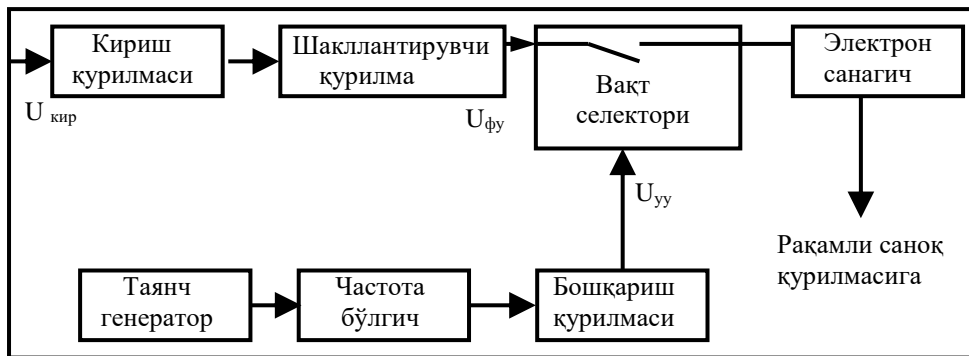 Кириш
қурилмаси
Шакллантирувчи
қурилма
Вақт
селектори
Электрон
санагич
U кир
Uфу
Uуу
Рақамли саноқ
қурилмасига
Таянч
генератор
Частота
бўлгич
Бошқариш
қурилмаси